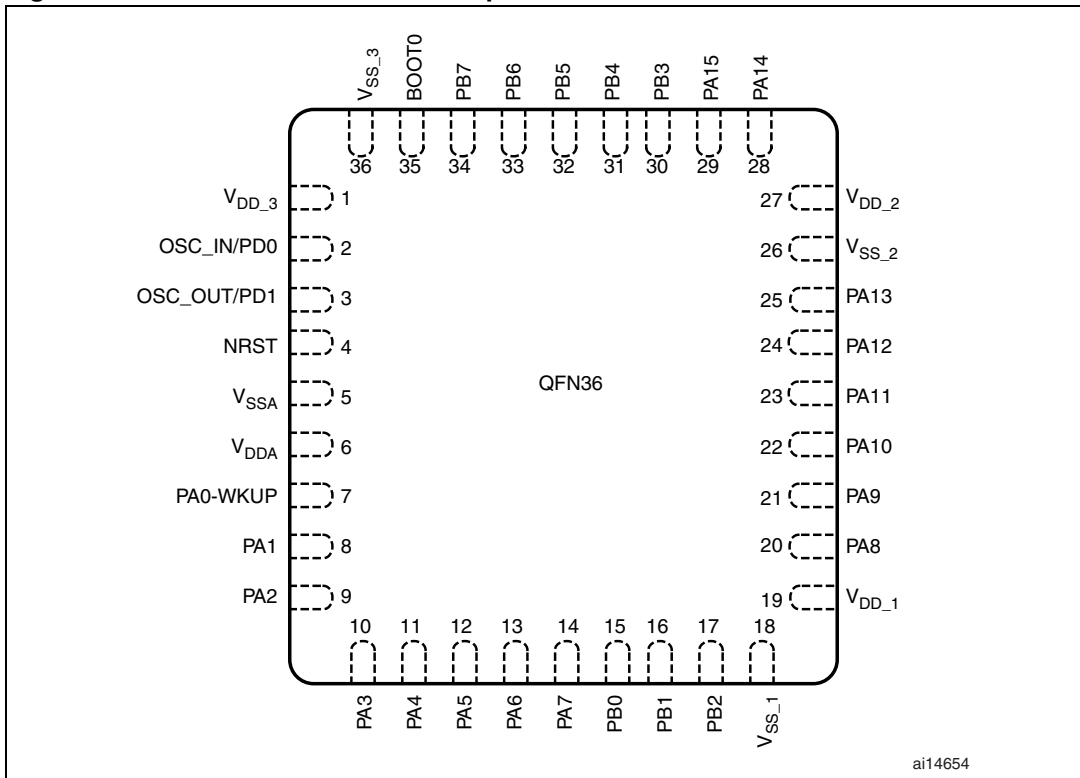 V_SS_3
BOOT0
PB7
PB6
PB5
PB4
PB3
PA15
PA14
36
35
34
33
32
31
30
29
28
V_DD_3 1
OSC_IN/PD0 2
OSC_OUT/PD1 3
NRST 4
V_SSA 5
V_DDA 6
PA0-WKUP 7
PA1 8
PA2 9
QFN36
27 V_DD_2
26 V_SS_2
25 PA13
24 PA12
23 PA11
22 PA10
21 PA9
20 PA8
19 V_DD_1
10
11
12
13
14
15
16
17
18
PA3
PA4
PA5
PA6
PA7
PB0
PB1
PB2
V_SS_1
ai14654